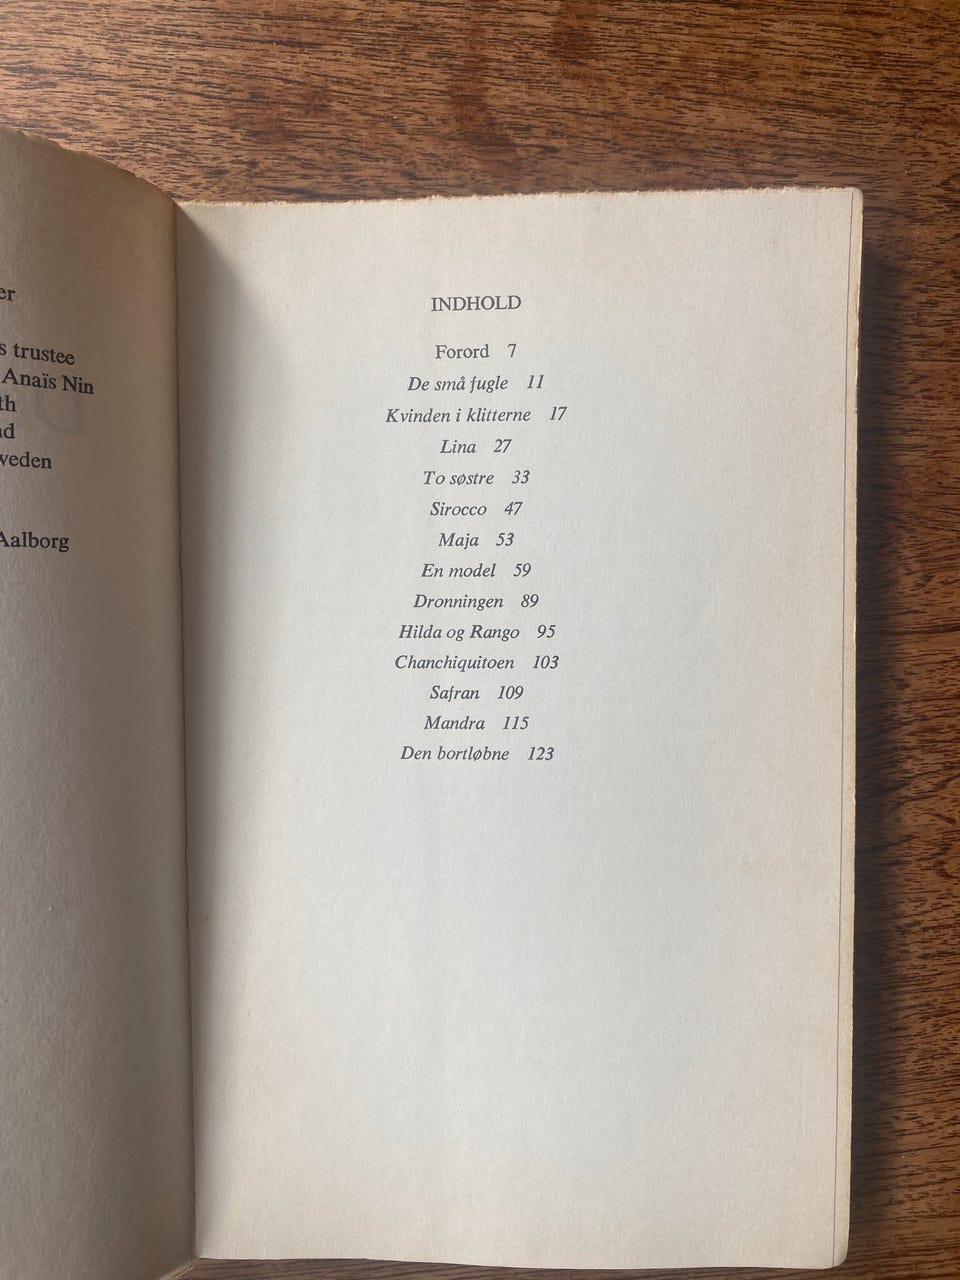 er
s trustee
Anaïs Nin
th
nd
weden
Aalborg
INDHOLD
Forord 7
De små fugle 11
Kvinden i klitterne 17
Lina 27
To søstre 33
Sirocco 47
Maja 53
En model 59
Dronningen 89
Hilda og Rango 95
Chanchiquitoen 103
Safran 109
Mandra 115
Den bortløbne 123